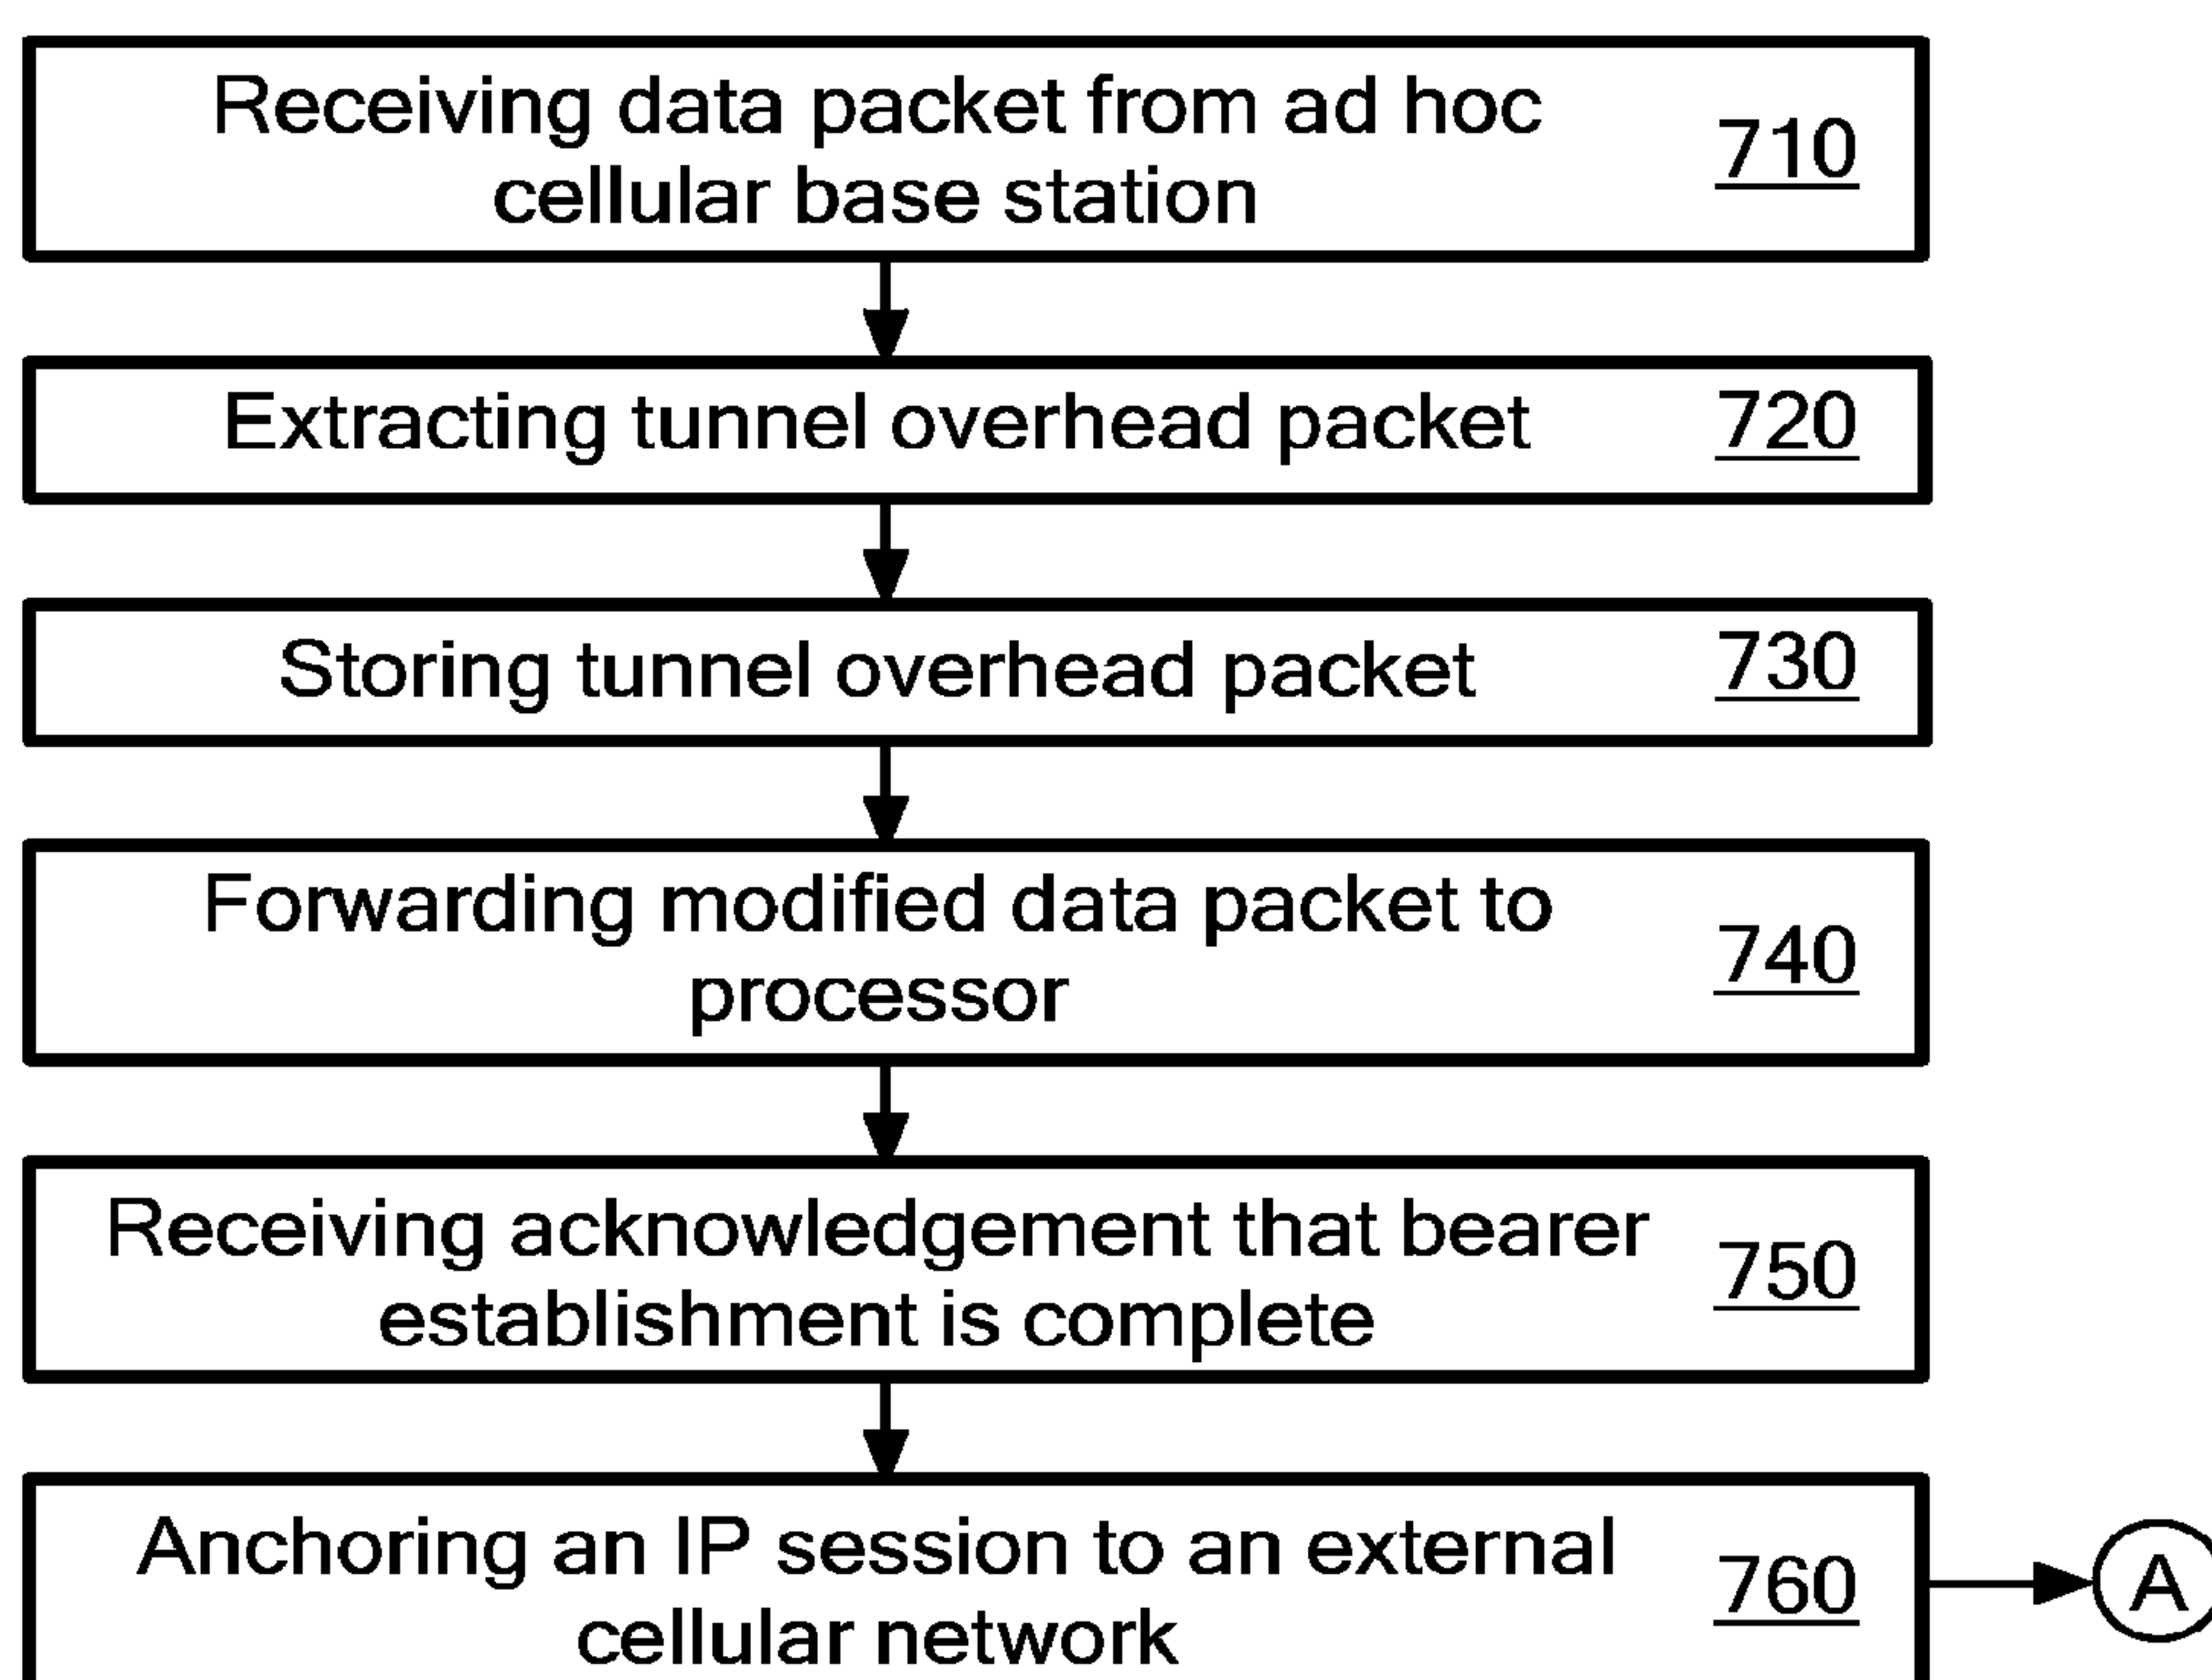 Receiving data packet from ad hoc
cellular base station
710
Extracting tunnel overhead packet
720
Storing tunnel overhead packet
730
Forwarding modified data packet to
processor
740
Receiving acknowledgement that bearer
establishment is complete
750
Anchoring an IP session to an external
cellular network
760
A